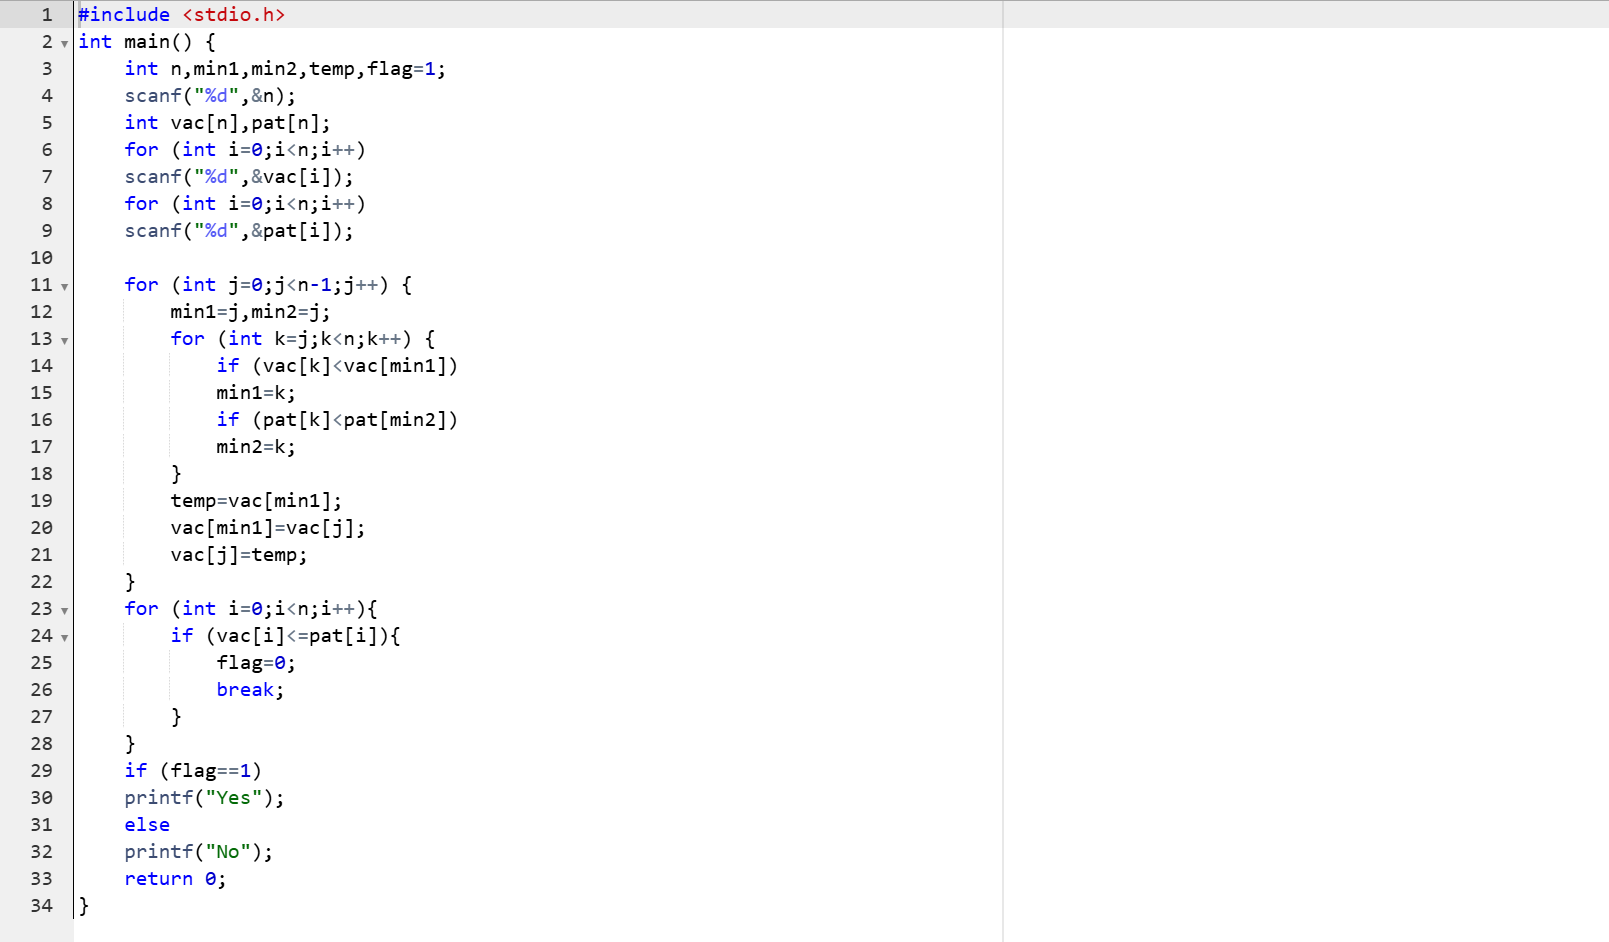 1 #include <stdio.h>
2 int main() {
3     int n,min1,min2,temp,flag=1;
4     scanf("%d",&n);
5     int vac[n],pat[n];
6     for (int i=0;i<n;i++)
7     scanf("%d",&vac[i]);
8     for (int i=0;i<n;i++)
9     scanf("%d",&pat[i]);
10
11     for (int j=0;j<n-1;j++) {
12         min1=j,min2=j;
13         for (int k=j;k<n;k++) {
14             if (vac[k]<vac[min1])
15             min1=k;
16             if (pat[k]<pat[min2])
17             min2=k;
18         }
19         temp=vac[min1];
20         vac[min1]=vac[j];
21         vac[j]=temp;
22     }
23     for (int i=0;i<n;i++){
24         if (vac[i]<=pat[i]){
25             flag=0;
26             break;
27         }
28     }
29     if (flag==1)
30     printf("Yes");
31     else
32     printf("No");
33     return 0;
34 }